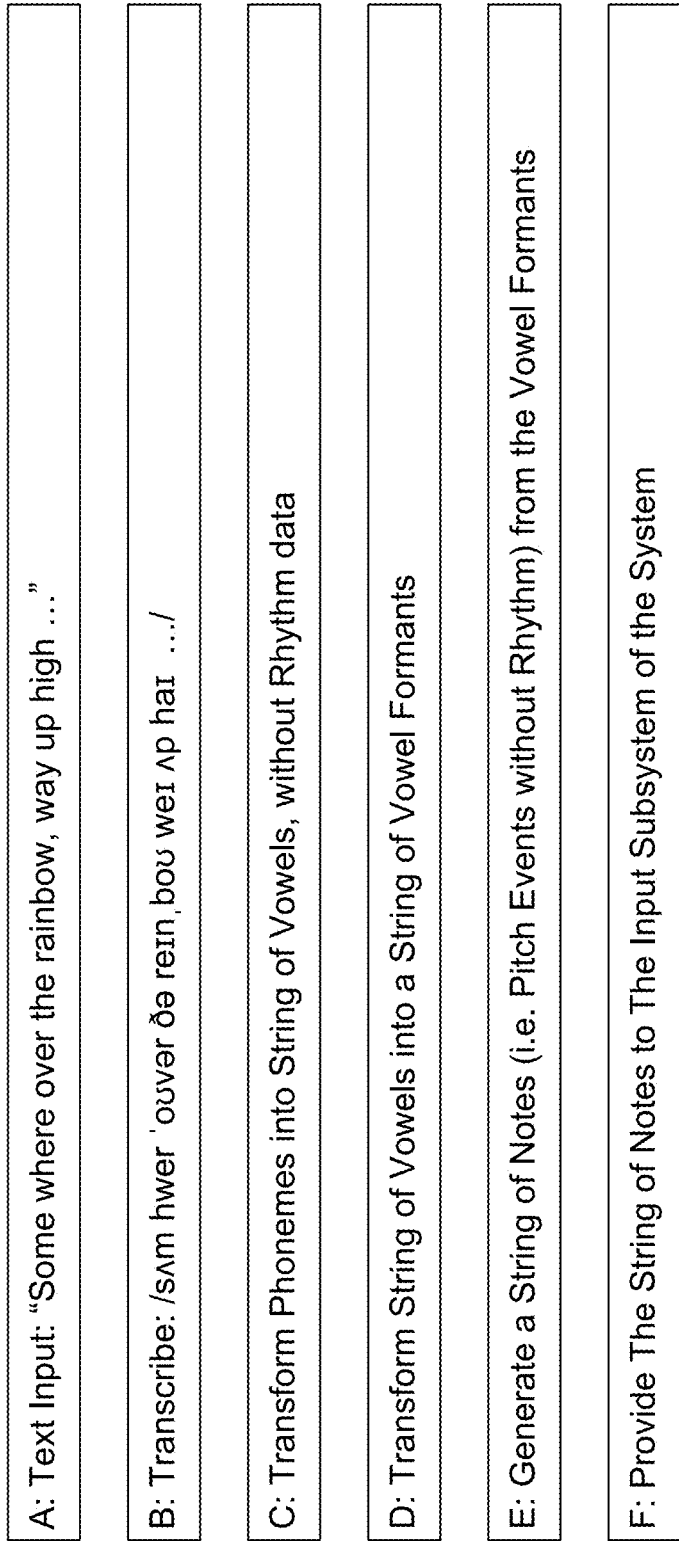 A: Text Input: “Some where over the rainbow, way up high …”
B: Transcribe: /sʌm hwer ˈoʊvər ðə reɪnˌboʊ weɪ ʌp haɪ …/
C: Transform Phonemes into String of Vowels, without Rhythm data
D: Transform String of Vowels into a String of Vowel Formants
E: Generate a String of Notes (i.e. Pitch Events without Rhythm) from the Vowel Formants
F: Provide The String of Notes to The Input Subsystem of the System